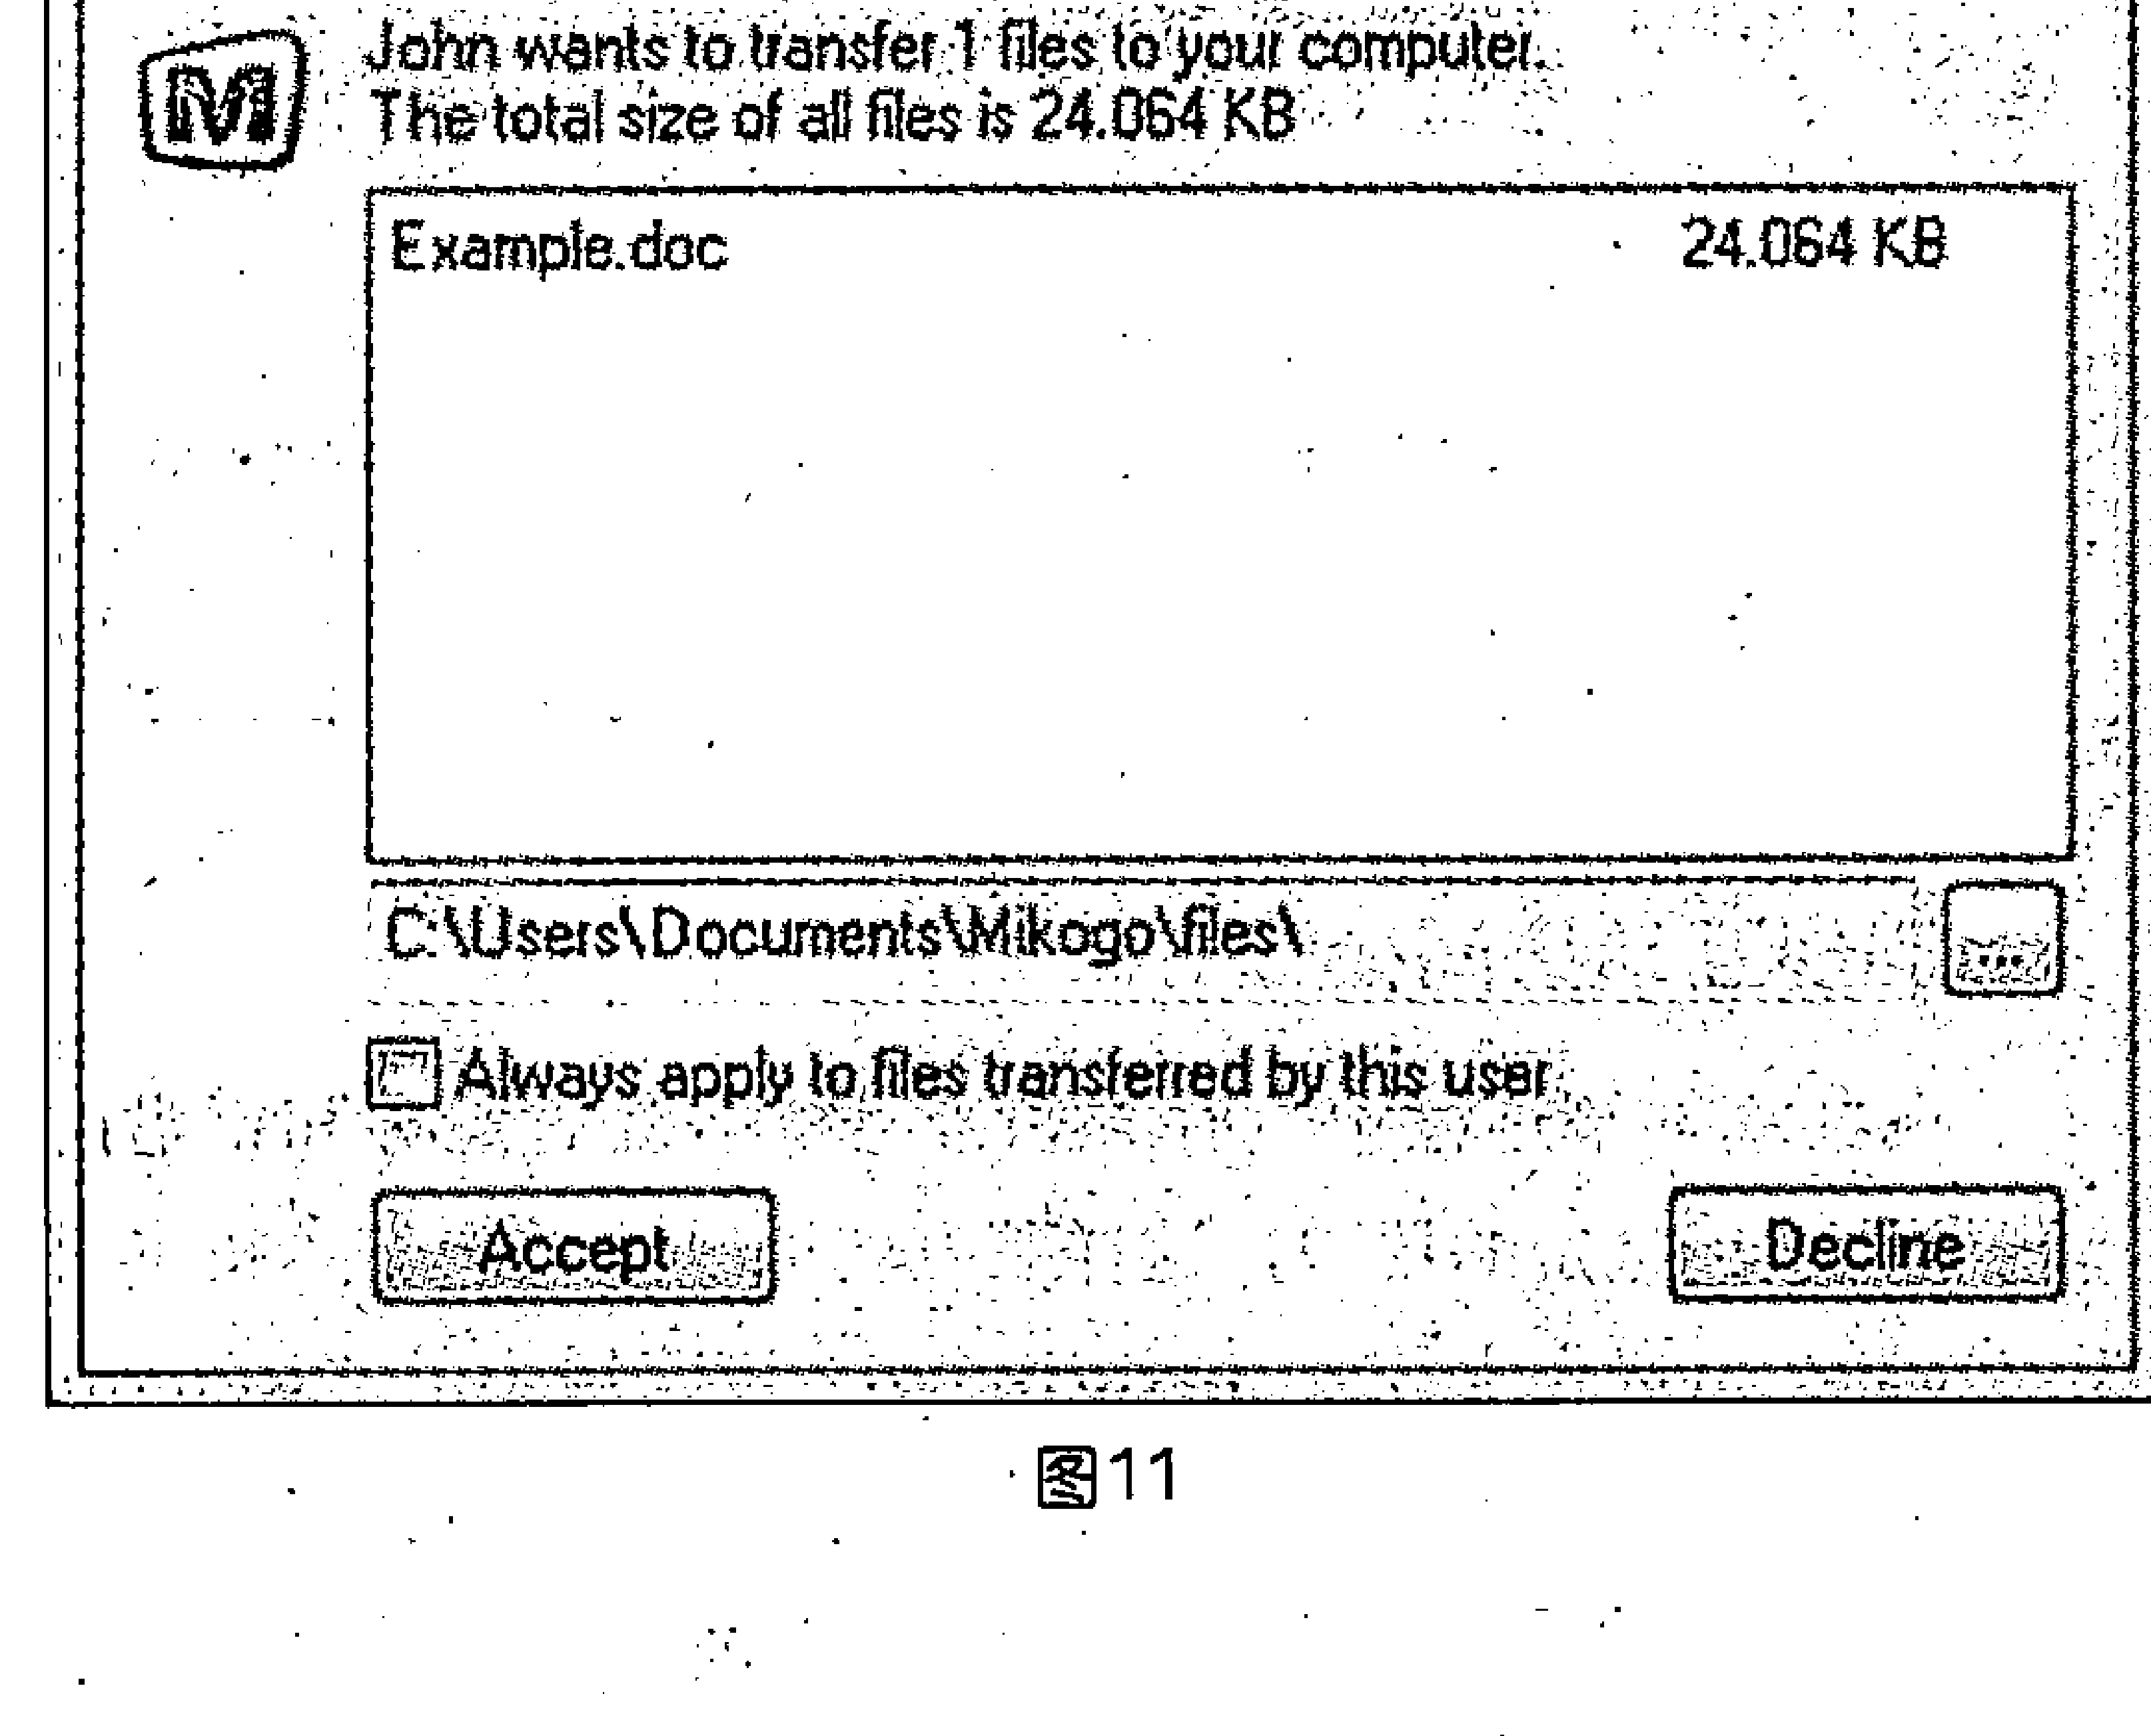 M
John wants to transfer 1 files to your computer.
The total size of all files is 24.064 KB
Example.doc 24.064 KB
C:\Users\Documents\Mikogo\files\
...
Always apply to files transferred by this user
Accept Decline
图11